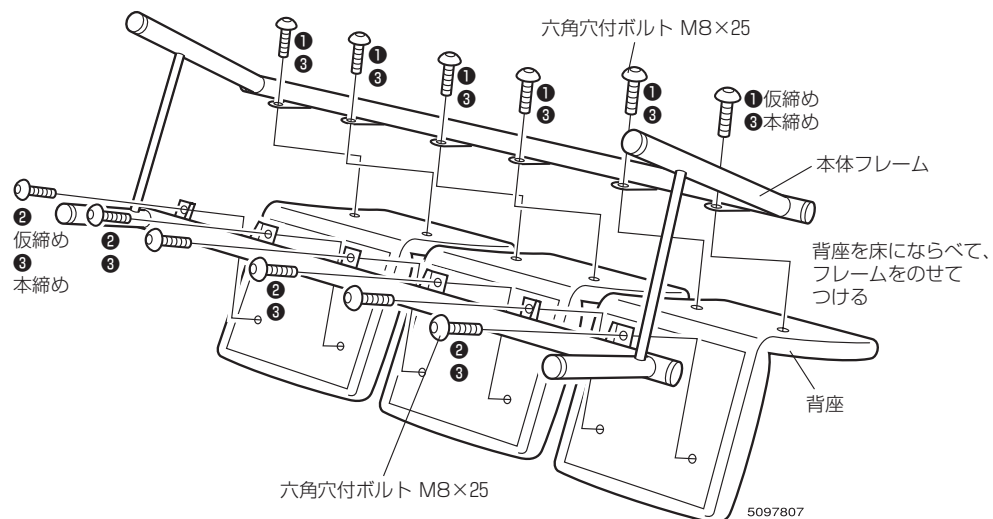 六角穴付ボルト M8×25
❶
❸
❶
❸
❶
❸
❶
❸
❶
❸
❶仮締め
❸本締め
本体フレーム
❷
仮締め
❸
本締め
❷
❸
背座を床にならべて、
フレームをのせて
つける
❷
❸
❷
❸
背座
六角穴付ボルト M8×25
5097807